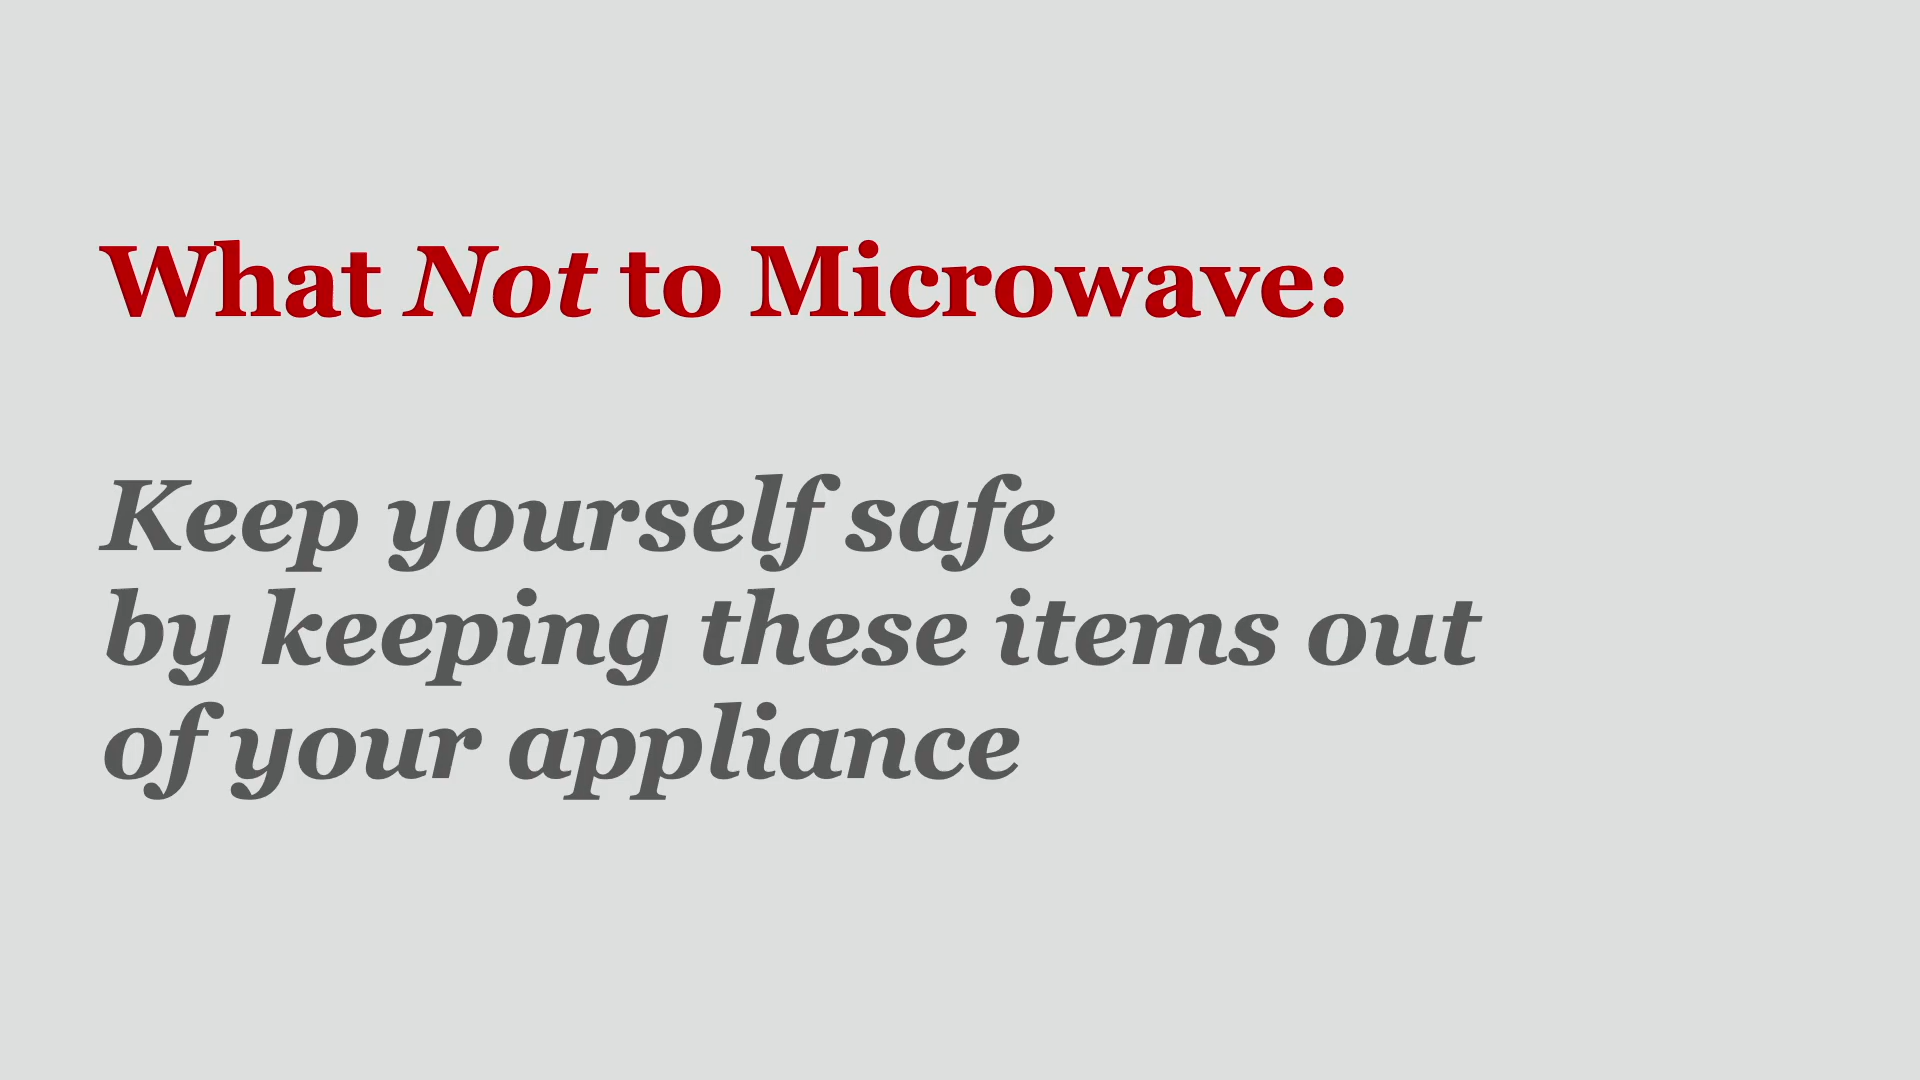 What Not to Microwave:
Keep yourself safe
by keeping these items out
of your appliance